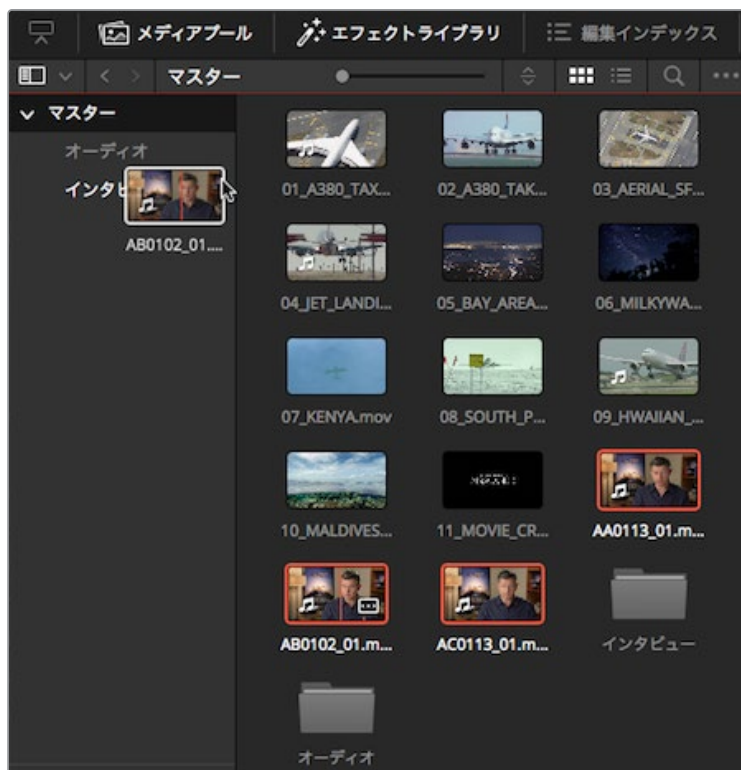 メディアプール エフェクトライブラリ 編集インデックス
マスター
マスター
オーディオ
インタビ
AB0102_01....
01_A380_TAX... 02_A380_TAK... 03_AERIAL_SF...
04_JET_LANDI... 05_BAY_AREA... 06_MILKYWA...
07_KENYA.mov 08_SOUTH_P... 09_HWAIIAN_...
10_MALDIVES... 11_MOVIE_CR... AA0113_01.m...
AB0102_01.m... AC0113_01.m... インタビュー
オーディオ